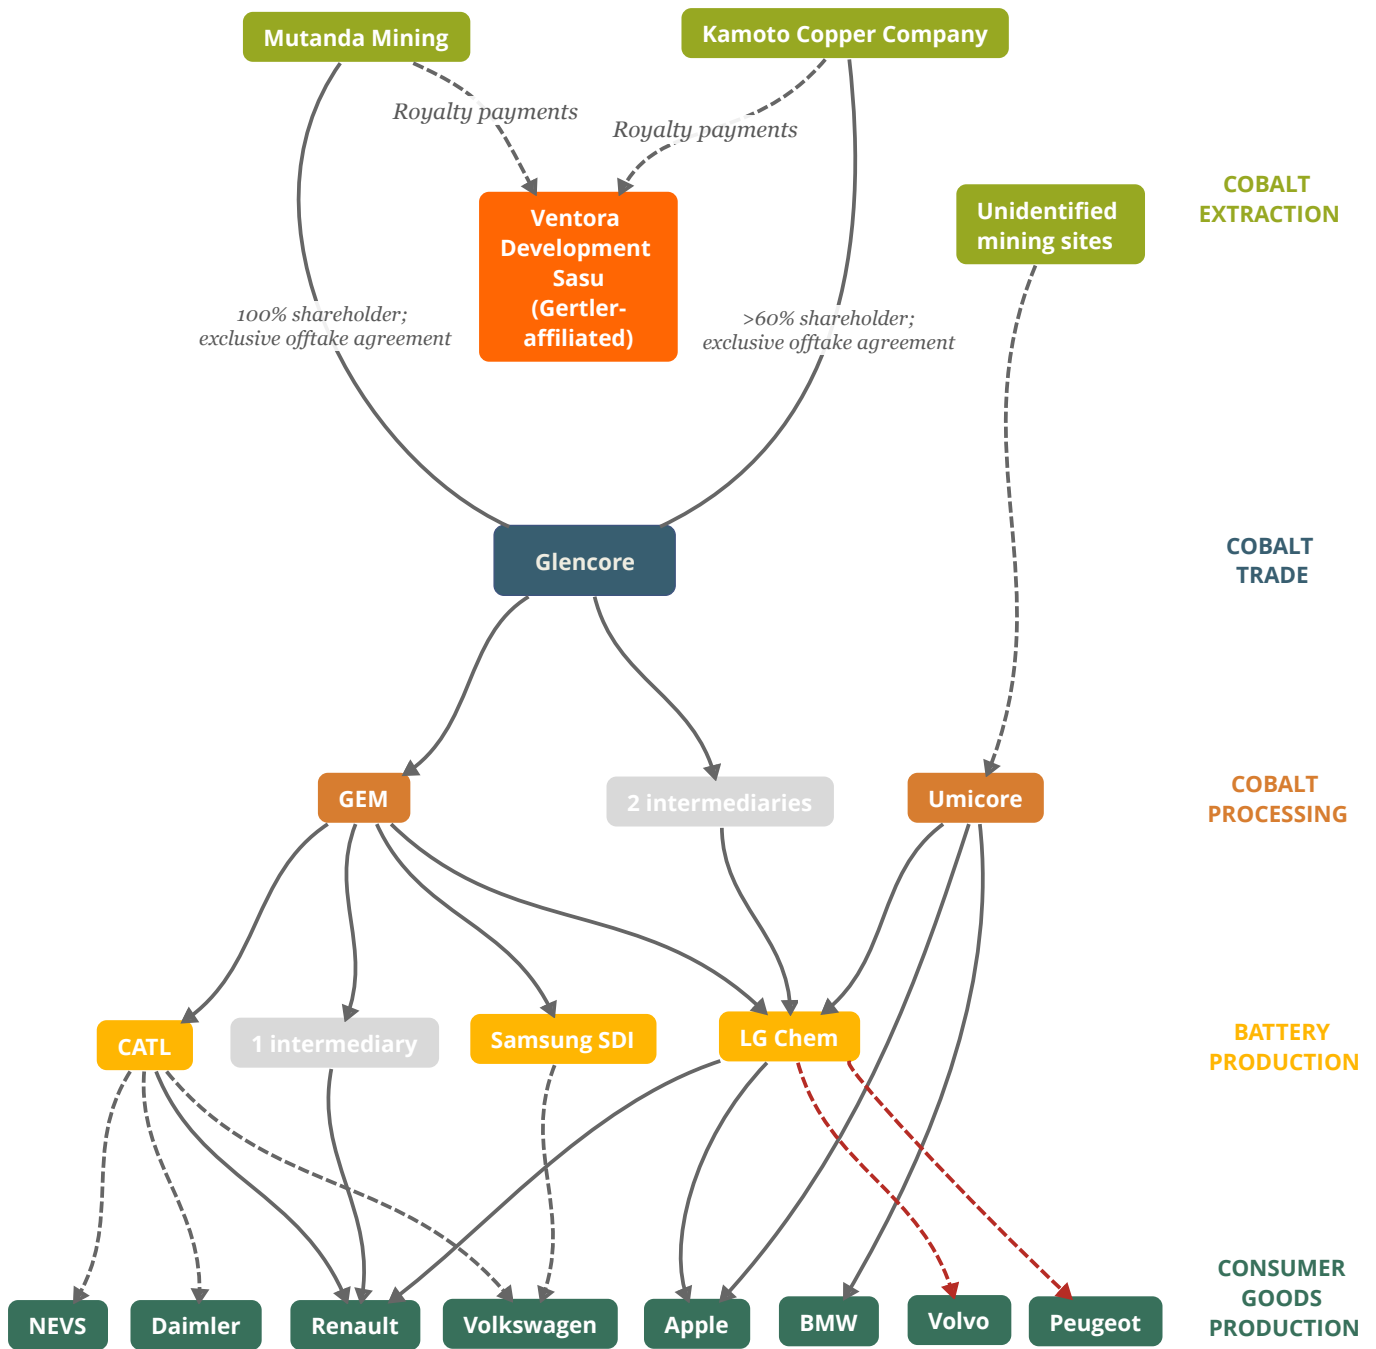 Mutanda Mining
Kamoto Copper Company
Royalty payments
Royalty payments
Ventora
Development
Sasu
(Gertler-
affiliated)
Unidentified
mining sites
COBALT
EXTRACTION
100% shareholder;
exclusive offtake agreement
>60% shareholder;
exclusive offtake agreement
Glencore
COBALT
TRADE
GEM
2 intermediaries
Umicore
COBALT
PROCESSING
CATL
1 intermediary
Samsung SDI
LG Chem
BATTERY
PRODUCTION
NEVS
Daimler
Renault
Volkswagen
Apple
BMW
Volvo
Peugeot
CONSUMER
GOODS
PRODUCTION